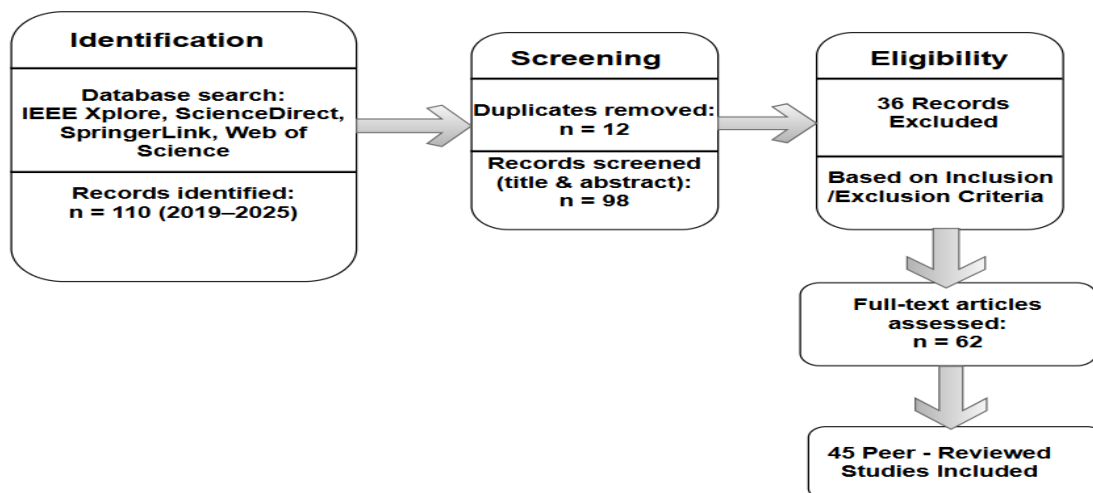 Identification
Database search:
IEEE Xplore, ScienceDirect,
SpringerLink, Web of
Science
Records identified:
n = 110 (2019–2025)
Screening
Duplicates removed:
n = 12
Records screened
(title & abstract):
n = 98
Eligibility
36 Records
Excluded
Based on Inclusion
/Exclusion Criteria
Full-text articles
assessed:
n = 62
45 Peer - Reviewed
Studies Included